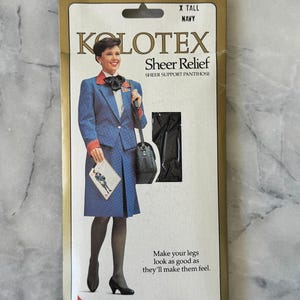 X TALL
NAVY
KOLOTEX
Sheer Relief
SHEER SUPPORT PANTIHOSE
Make your legs
look as good as
they'll make them feel.